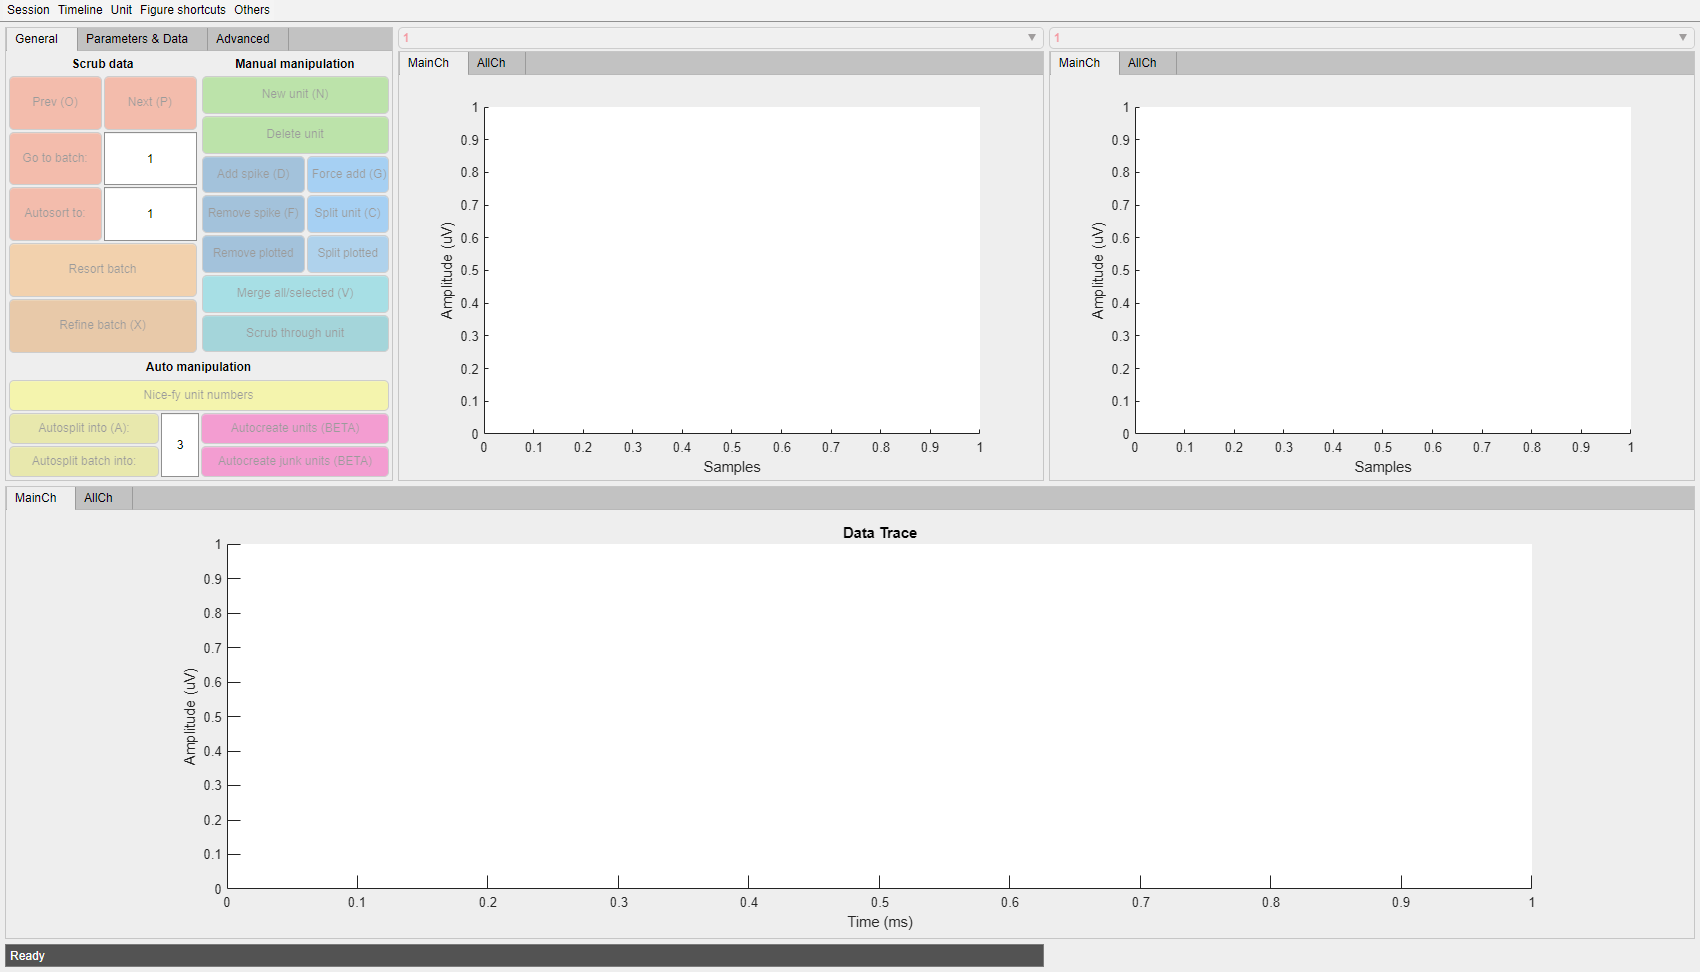 Session Timeline Unit Figure shortcuts Others
General Parameters & Data Advanced
Scrub data
Prev (O) Next (P)
Go to batch: 1
Autosort to: 1
Resort batch
Refine batch (X)
Manual manipulation
New unit (N)
Delete unit
Add spike (D) Force add (G)
Remove spike (F) Split unit (C)
Remove plotted Split plotted
Merge all/selected (V)
Scrub through unit
Auto manipulation
Nice-fy unit numbers
Autosplit into (A):
Autosplit batch into:
3
Autocreate units (BETA)
Autocreate junk units (BETA)
1
MainCh AllCh
Amplitude (uV)
1
0.9
0.8
0.7
0.6
0.5
0.4
0.3
0.2
0.1
0
0 0.1 0.2 0.3 0.4 0.5 0.6 0.7 0.8 0.9 1
Samples
1
MainCh AllCh
Amplitude (uV)
1
0.9
0.8
0.7
0.6
0.5
0.4
0.3
0.2
0.1
0
0 0.1 0.2 0.3 0.4 0.5 0.6 0.7 0.8 0.9 1
Samples
MainCh AllCh
Data Trace
Amplitude (uV)
1
0.9
0.8
0.7
0.6
0.5
0.4
0.3
0.2
0.1
0
0 0.1 0.2 0.3 0.4 0.5 0.6 0.7 0.8 0.9 1
Time (ms)
Ready